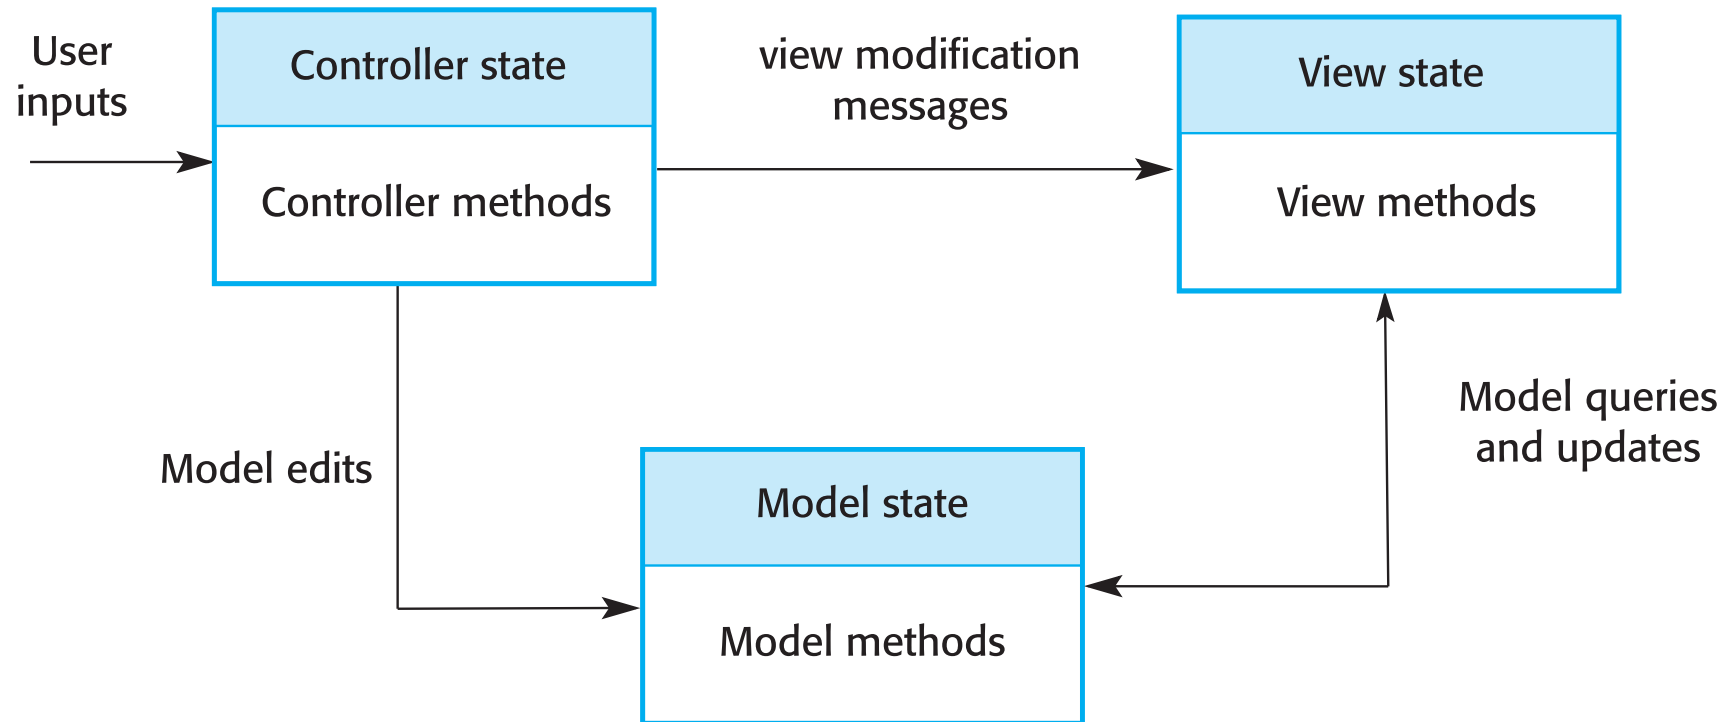 User
inputs
Controller state
Controller methods
view modification
messages
View state
View methods
Model edits
Model state
Model methods
Model queries
and updates